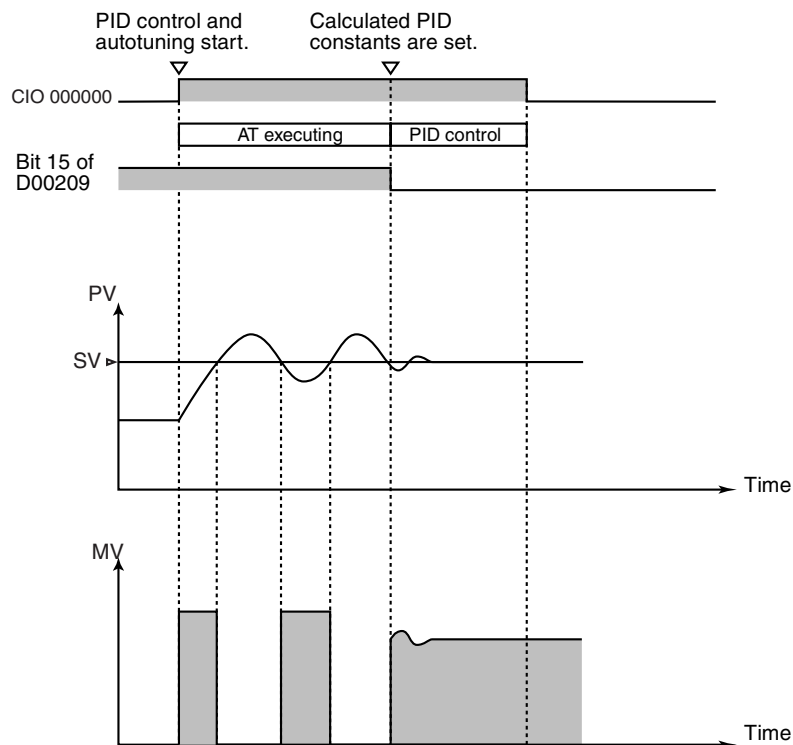 PID control and
autotuning start.
Calculated PID
constants are set.
CIO 000000
AT executing
PID control
Bit 15 of
D00209
PV
SV
Time
MV
Time